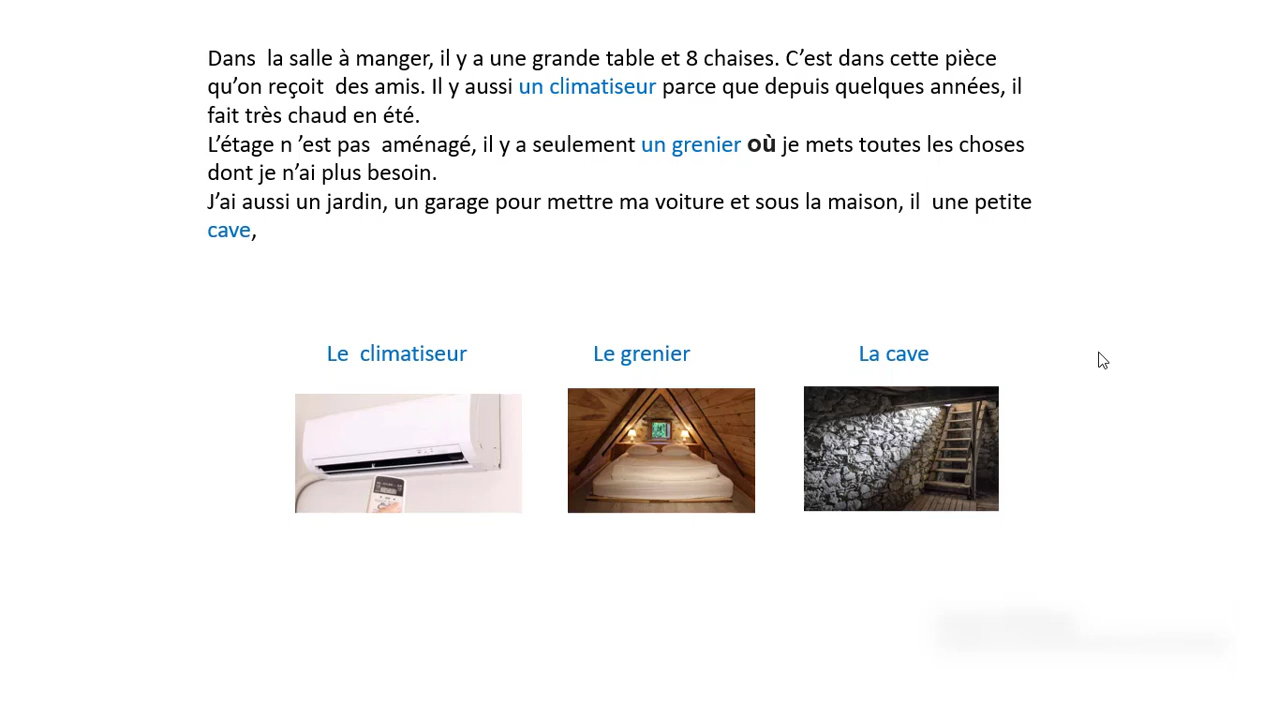 Dans la salle à manger, il y a une grande table et 8 chaises. C’est dans cette pièce
qu’on reçoit des amis. Il y aussi un climatiseur parce que depuis quelques années, il
fait très chaud en été.
L’étage n ’est pas aménagé, il y a seulement un grenier où je mets toutes les choses
dont je n’ai plus besoin.
J’ai aussi un jardin, un garage pour mettre ma voiture et sous la maison, il une petite
cave,
Le climatiseur
Le grenier
La cave